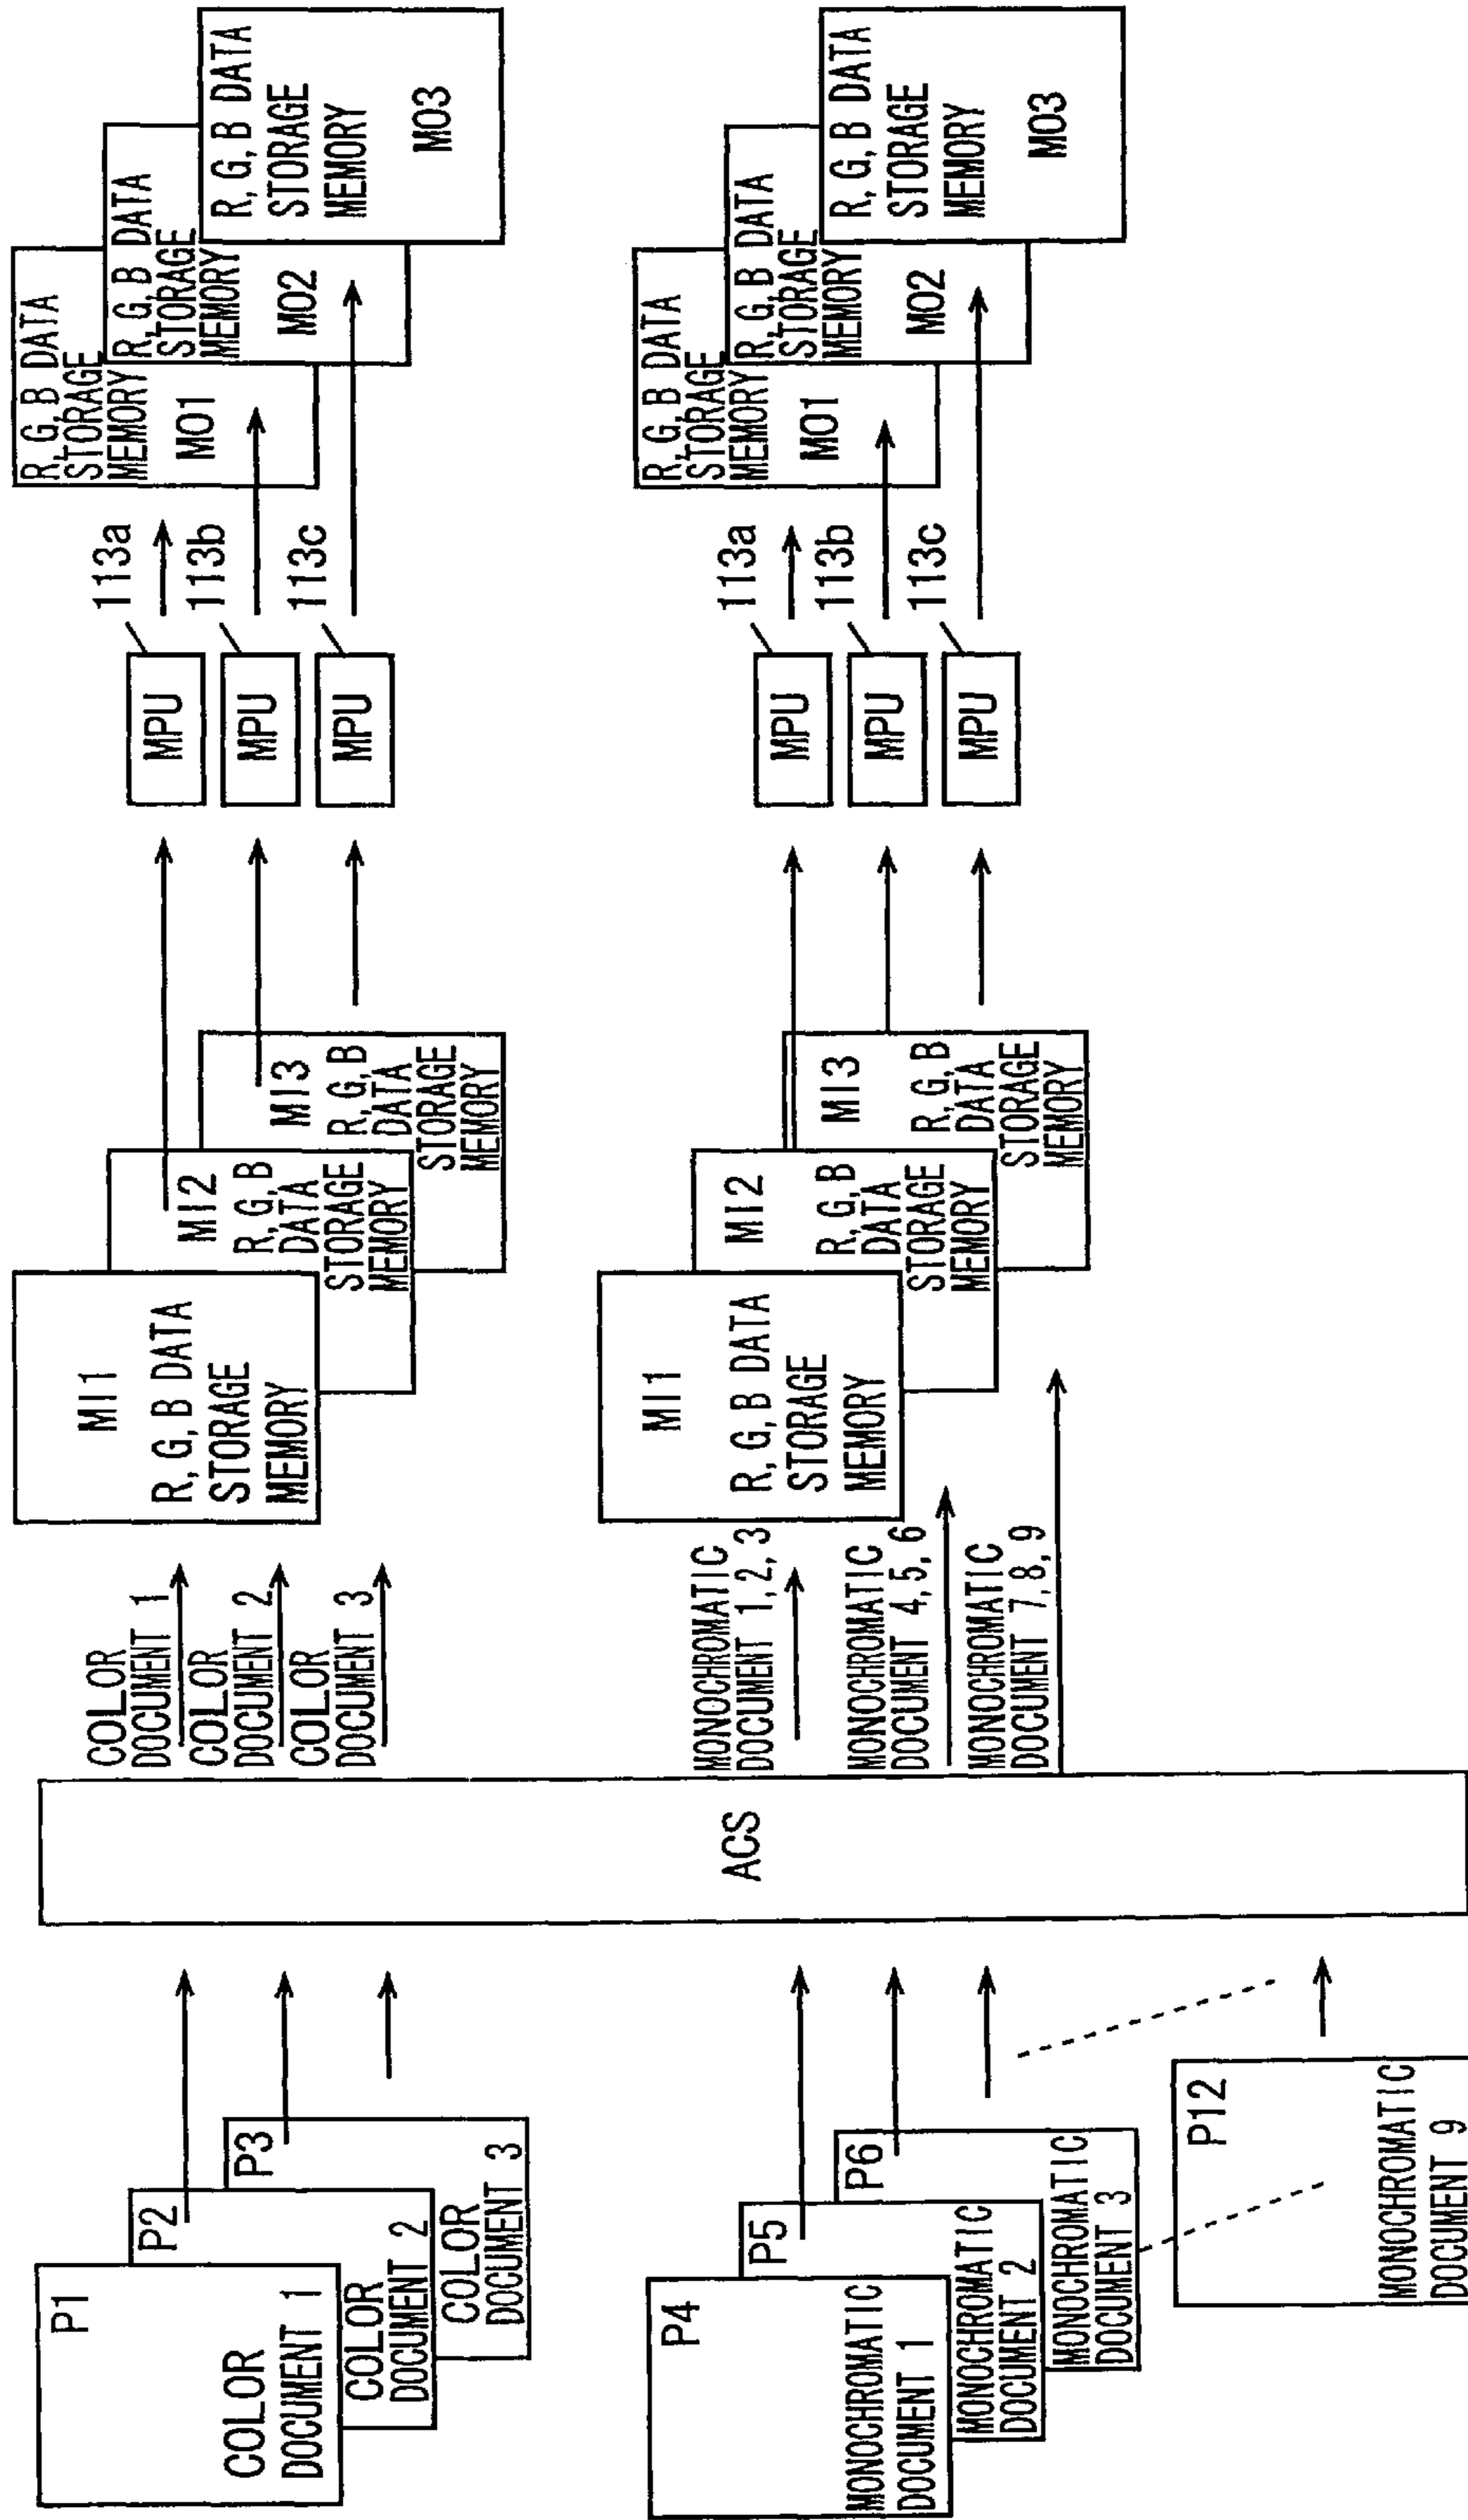 P1
COLOR
DOCUMENT 1
P2
COLOR
DOCUMENT 2
P3
COLOR
DOCUMENT 3
P4
MONOCHROMATIC
DOCUMENT 1
P5
MONOCHROMATIC
DOCUMENT 2
P6
MONOCHROMATIC
DOCUMENT 3
P12
MONOCHROMATIC
DOCUMENT 9
ACS
COLOR
DOCUMENT 1
COLOR
DOCUMENT 2
COLOR
DOCUMENT 3
MONOCHROMATIC
DOCUMENT 1, 2, 3
MONOCHROMATIC
DOCUMENT 4, 5, 6
MONOCHROMATIC
DOCUMENT 7, 8, 9
MI1
R, G, B DATA
STORAGE
MEMORY
MI2
R, G, B
DATA
STORAGE
MEMORY
MI3
R, G, B
DATA
STORAGE
MEMORY
MI1
R, G, B DATA
STORAGE
MEMORY
MI2
R, G, B
DATA
STORAGE
MEMORY
MI3
R, G, B
DATA
STORAGE
MEMORY
MPU
113a
MPU
113b
MPU
113c
MPU
113a
MPU
113b
MPU
113c
R, G, B DATA
STORAGE
MEMORY
MO1
R, G, B DATA
STORAGE
MEMORY
MO2
R, G, B DATA
STORAGE
MEMORY
MO3
R, G, B DATA
STORAGE
MEMORY
MO1
R, G, B DATA
STORAGE
MEMORY
MO2
R, G, B DATA
STORAGE
MEMORY
MO3